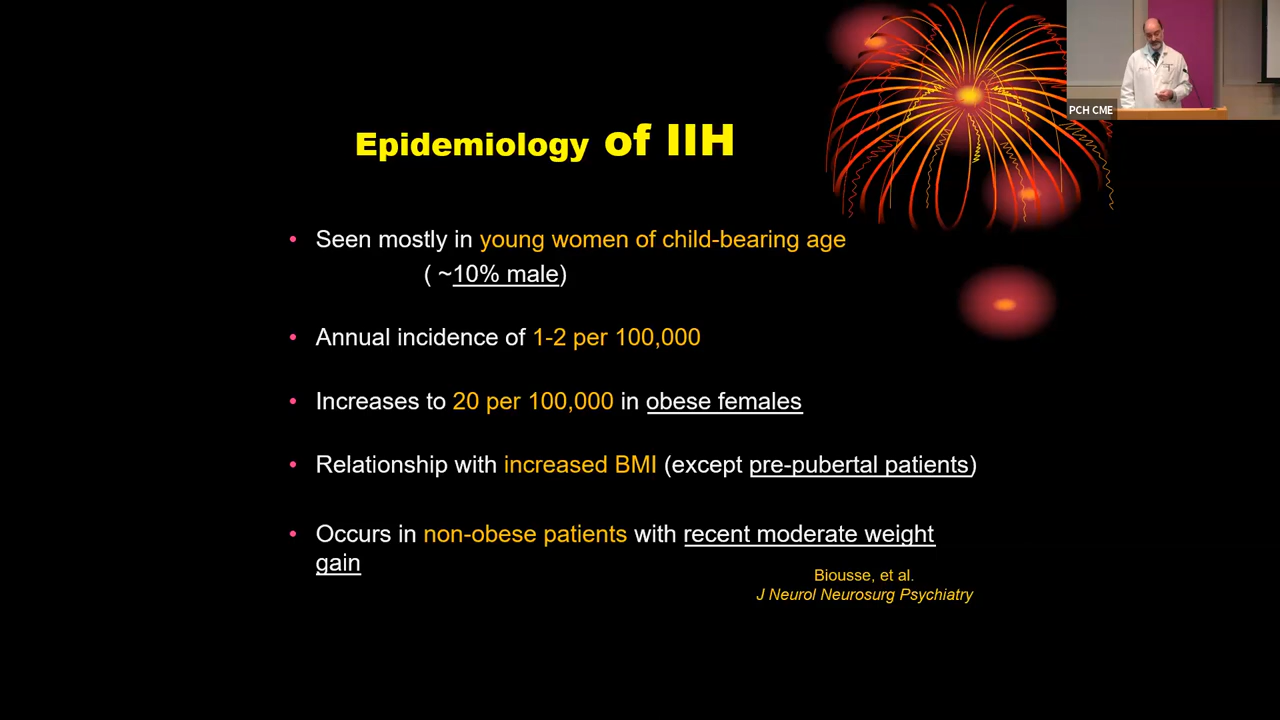 PCH CME
Epidemiology of IIH
• Seen mostly in young women of child-bearing age
( ~10% male)
• Annual incidence of 1-2 per 100,000
• Increases to 20 per 100,000 in obese females
• Relationship with increased BMI (except pre-pubertal patients)
• Occurs in non-obese patients with recent moderate weight
gain
Biousse, et al.
J Neurol Neurosurg Psychiatry